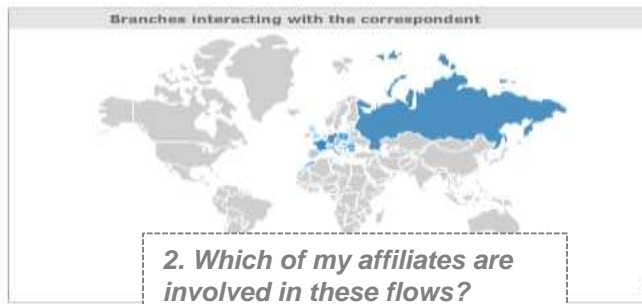 Branches interacting with the correspondent
2. Which of my affiliates are
involved in these flows?